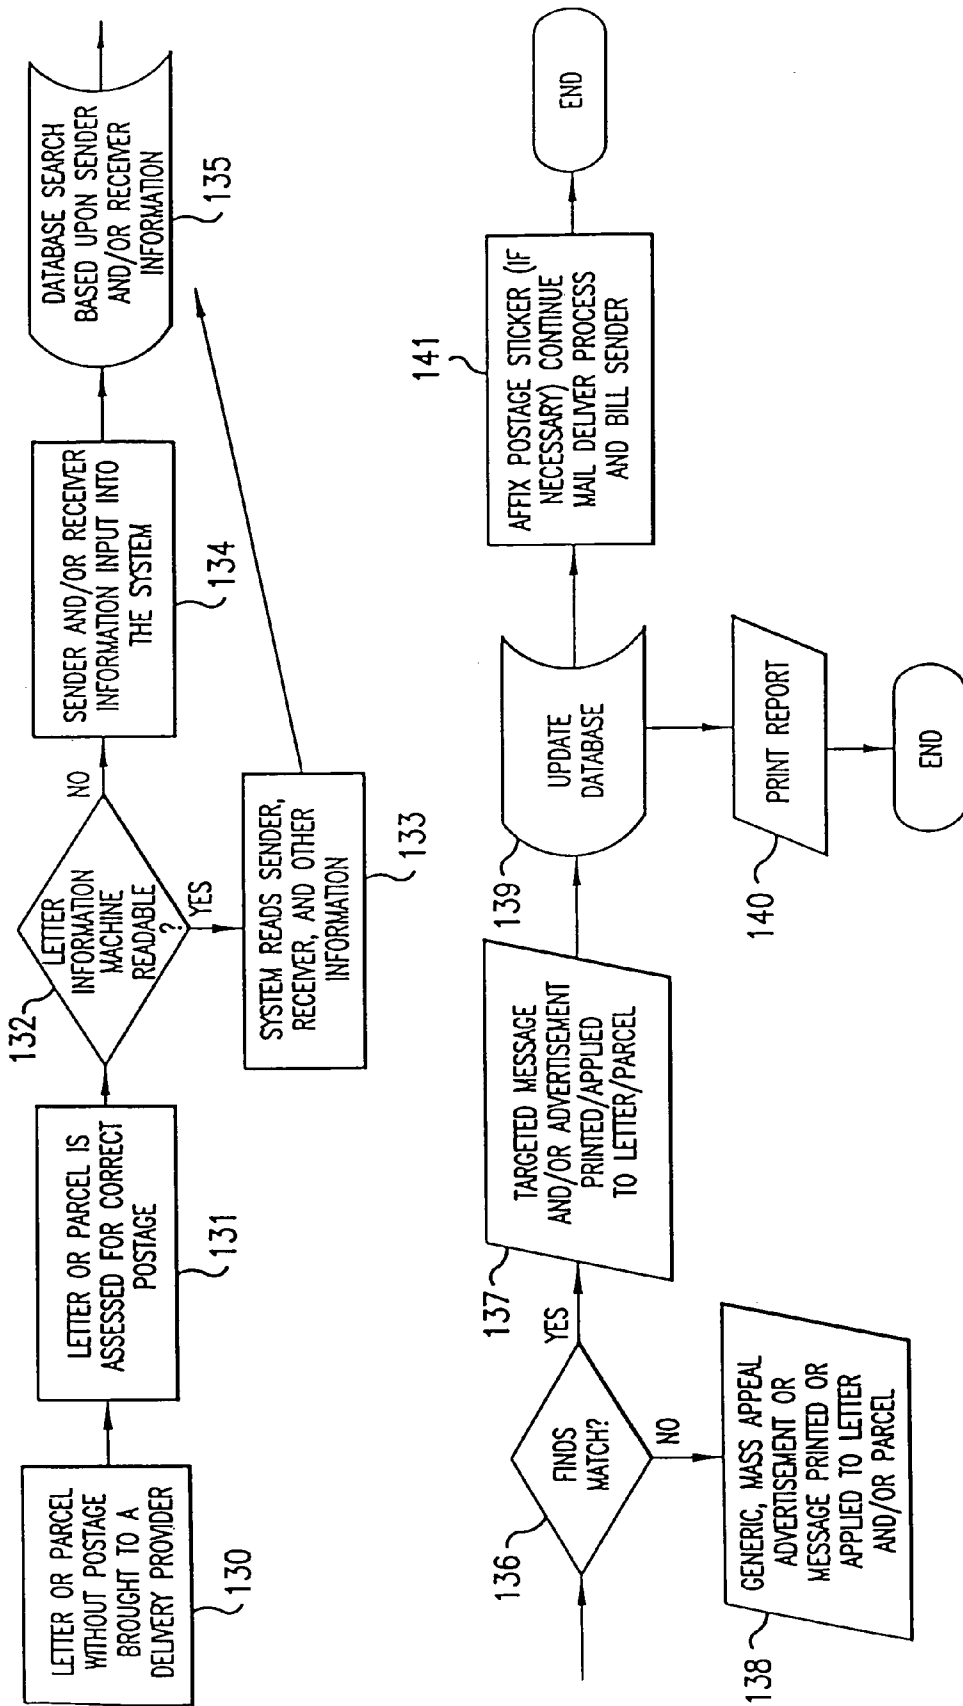 LETTER OR PARCEL
WITHOUT POSTAGE
BROUGHT TO A
DELIVERY PROVIDER
130
LETTER OR PARCEL IS
ASSESSED FOR CORRECT
POSTAGE
131
LETTER
INFORMATION
MACHINE
READABLE
?
132
NO
YES
SYSTEM READS SENDER,
RECEIVER, AND OTHER
INFORMATION
133
SENDER AND/OR RECEIVER
INFORMATION INPUT INTO
THE SYSTEM
134
DATABASE SEARCH
BASED UPON SENDER
AND/OR RECEIVER
INFORMATION
135
FINDS
MATCH?
136
YES
NO
TARGETED MESSAGE
AND/OR ADVERTISEMENT
PRINTED/APPLIED
TO LETTER/PARCEL
137
GENERIC, MASS APPEAL
ADVERTISEMENT OR
MESSAGE PRINTED OR
APPLIED TO LETTER
AND/OR PARCEL
138
UPDATE
DATABASE
139
PRINT REPORT
140
END
AFFIX POSTAGE STICKER (IF
NECESSARY) CONTINUE
MAIL DELIVER PROCESS
AND BILL SENDER
141
END